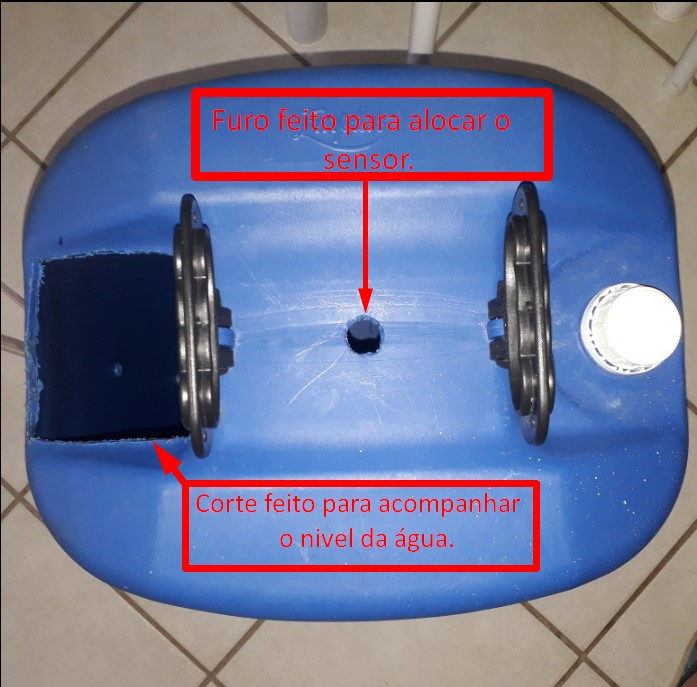 Furo feito para alocar o
sensor.
Corte feito para acompanhar
o nivel da água.